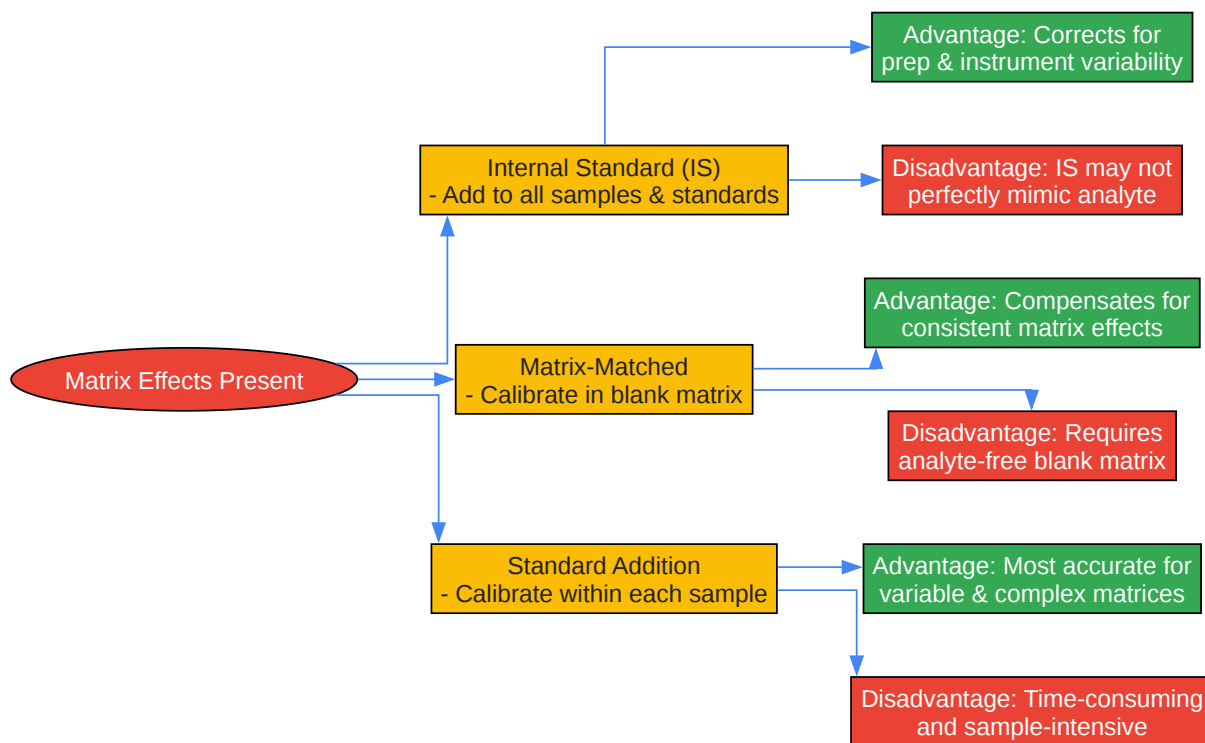 Matrix Effects Present
Internal Standard (IS)
- Add to all samples & standards
Advantage: Corrects for
prep & instrument variability
Disadvantage: IS may not
perfectly mimic analyte
Matrix-Matched
- Calibrate in blank matrix
Advantage: Compensates for
consistent matrix effects
Disadvantage: Requires
analyte-free blank matrix
Standard Addition
- Calibrate within each sample
Advantage: Most accurate for
variable & complex matrices
Disadvantage: Time-consuming
and sample-intensive